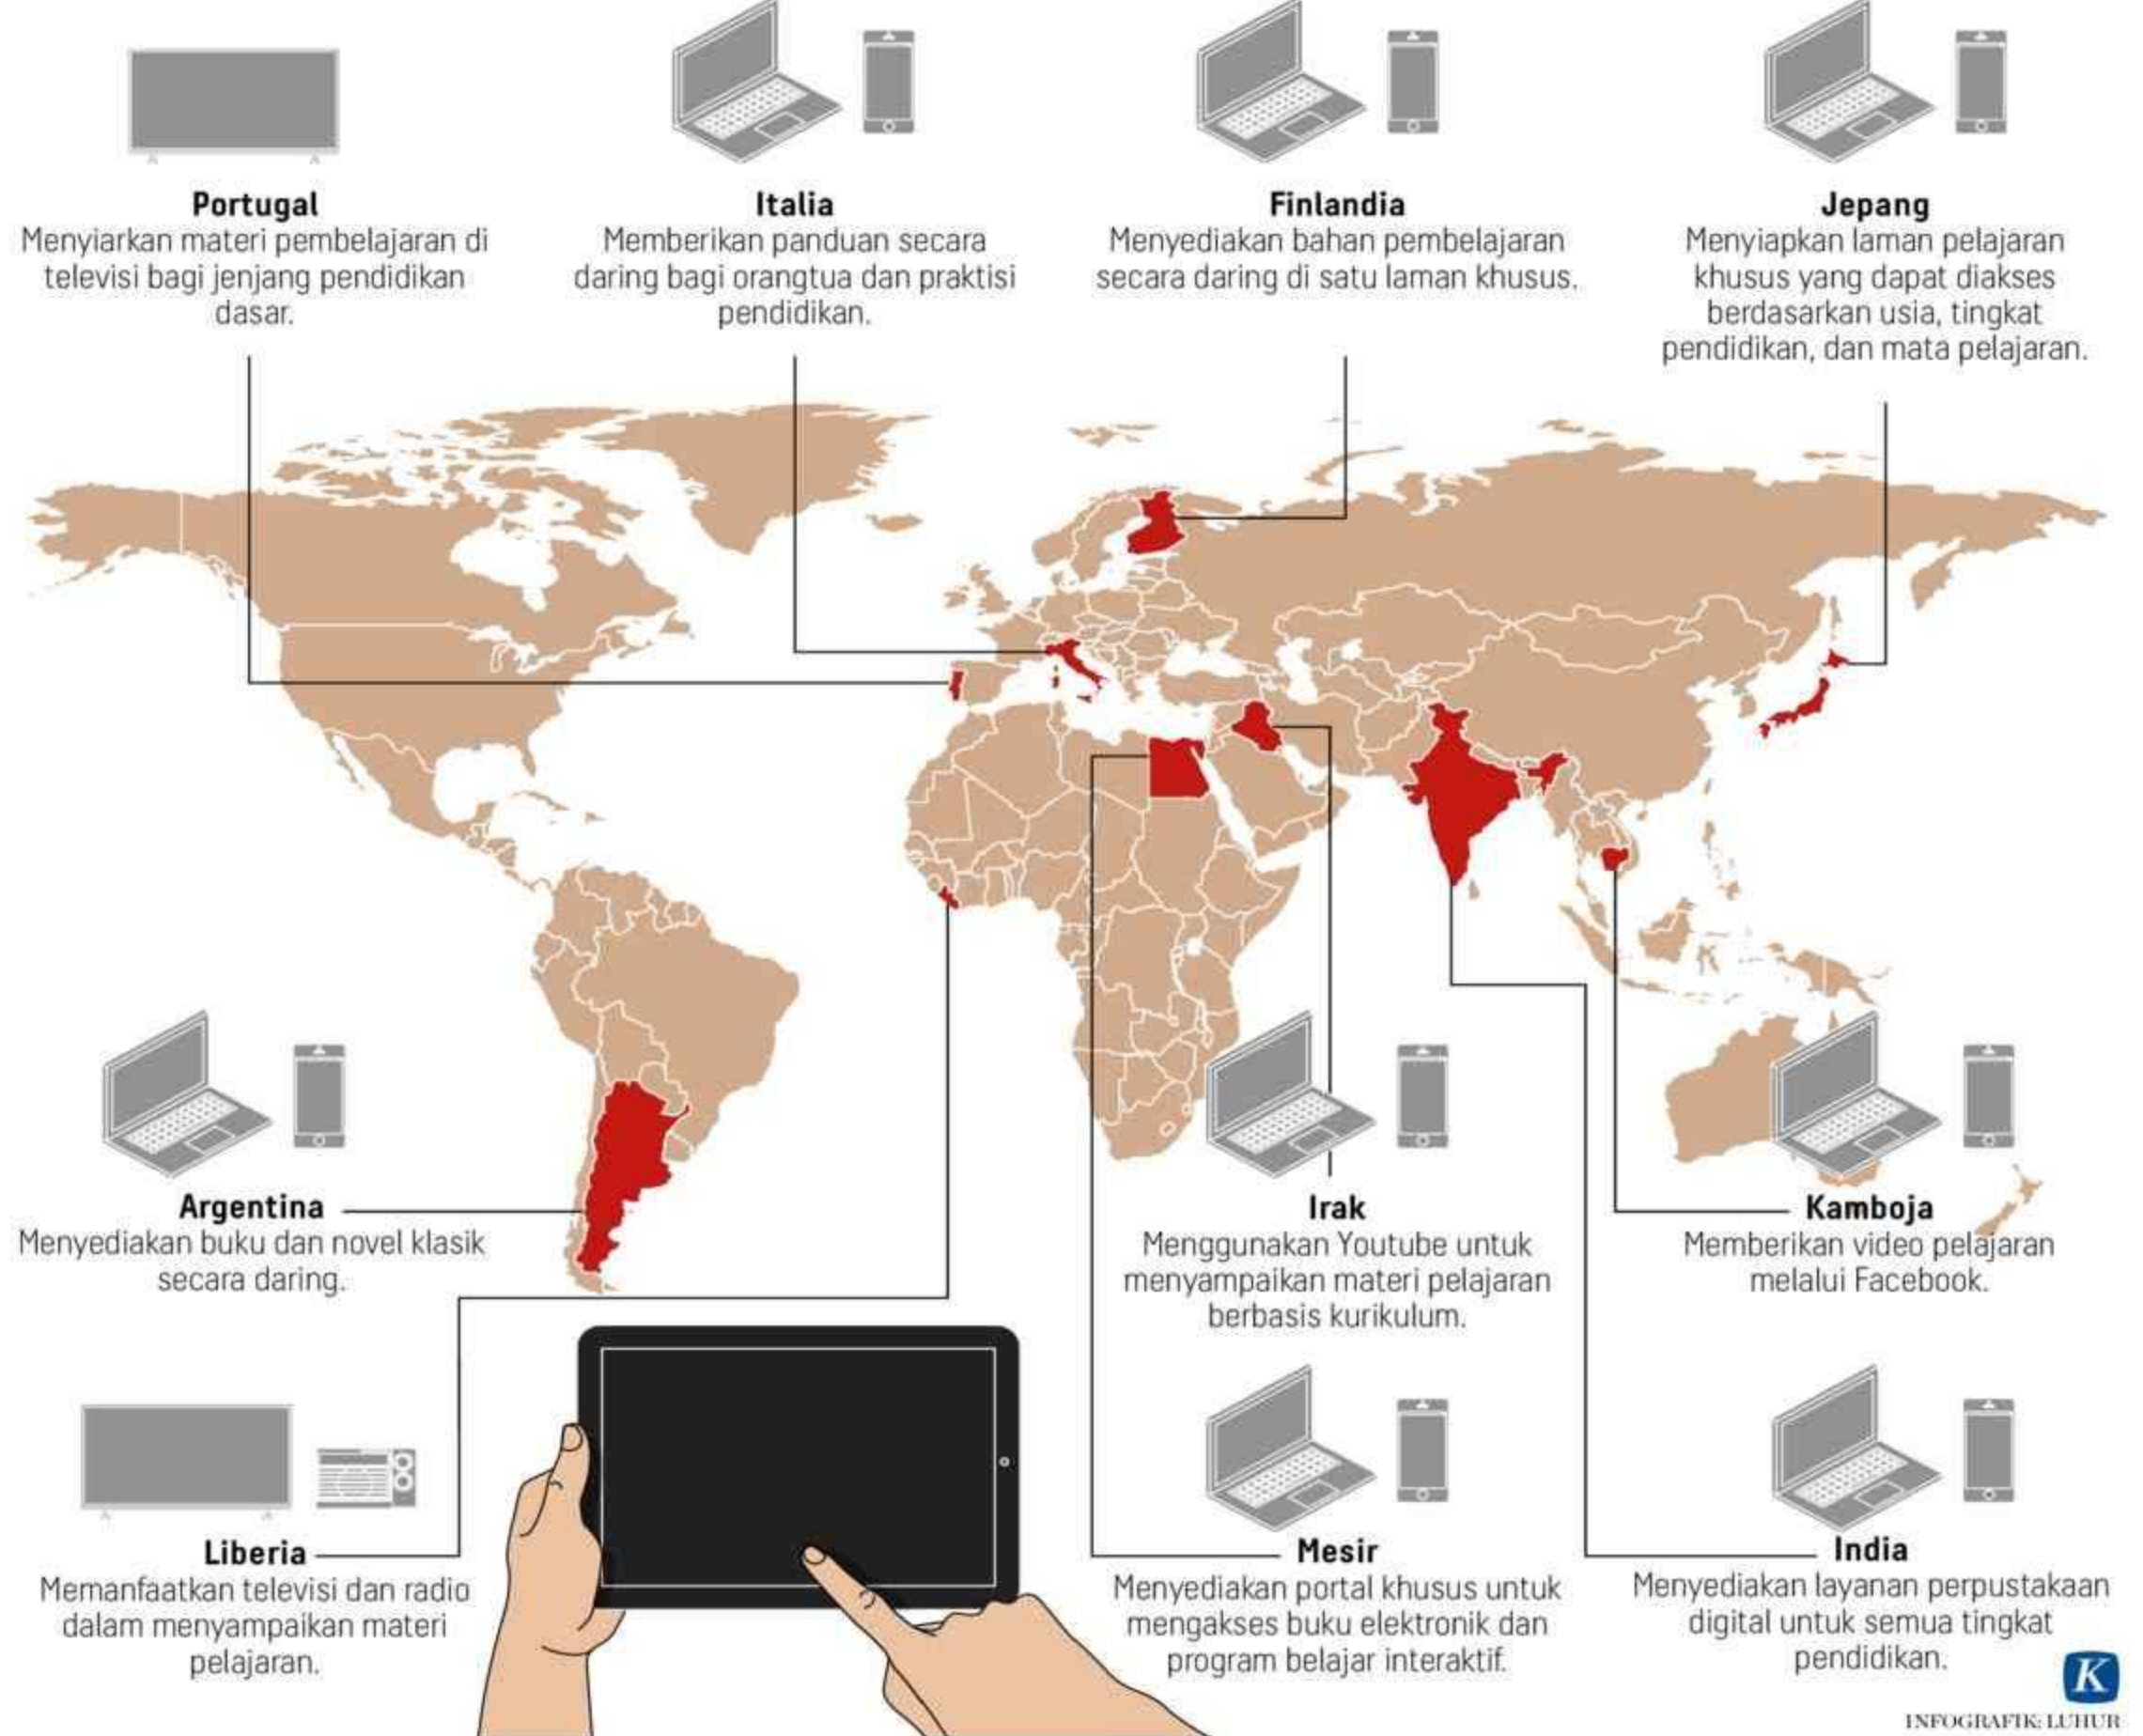 Portugal
Menyiarkan materi pembelajaran di
televisi bagi jenjang pendidikan
dasar.
Italia
Memberikan panduan secara
daring bagi orangtua dan praktisi
pendidikan.
Finlandia
Menyediakan bahan pembelajaran
secara daring di satu laman khusus.
Jepang
Menyiapkan laman pelajaran
khusus yang dapat diakses
berdasarkan usia, tingkat
pendidikan, dan mata pelajaran.
Argentina
Menyediakan buku dan novel klasik
secara daring.
Irak
Menggunakan Youtube untuk
menyampaikan materi pelajaran
berbasis kurikulum.
Kamboja
Memberikan video pelajaran
melalui Facebook.
Liberia
Memanfaatkan televisi dan radio
dalam menyampaikan materi
pelajaran.
Mesir
Menyediakan portal khusus untuk
mengakses buku elektronik dan
program belajar interaktif.
India
Menyediakan layanan perpustakaan
digital untuk semua tingkat
pendidikan.
K
INFOGRAFIK: LUHUR